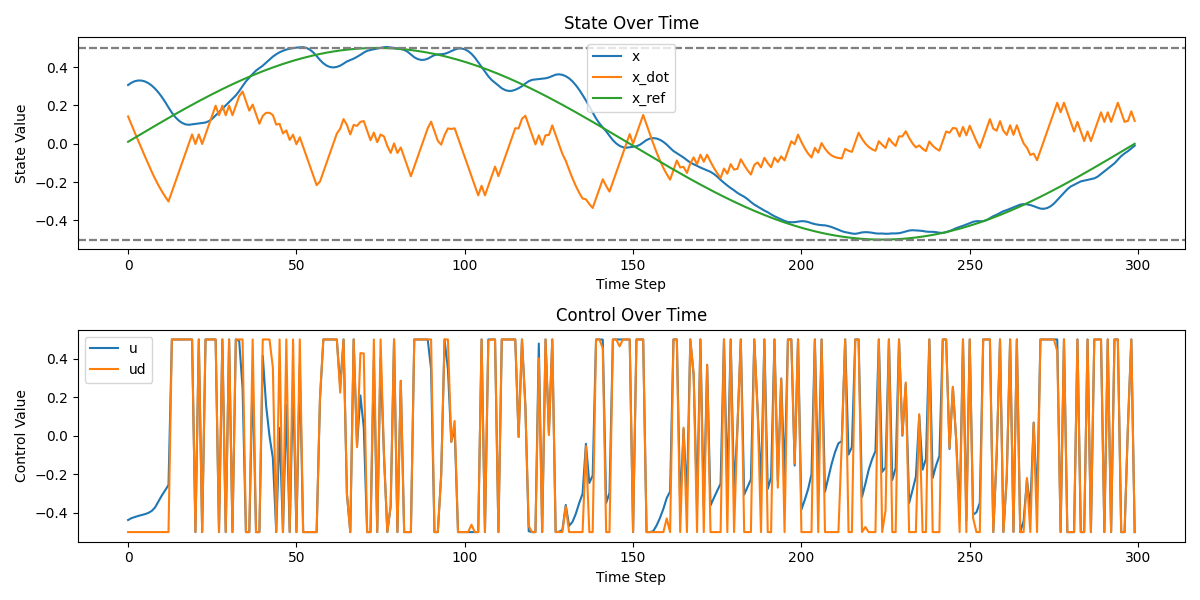 State Over Time
State Value
0.4
0.2
0.0
−0.2
−0.4
x
x_dot
x_ref
0
50
100
150
200
250
300
Time Step
Control Over Time
Control Value
0.4
0.2
0.0
−0.2
−0.4
u
ud
0
50
100
150
200
250
300
Time Step